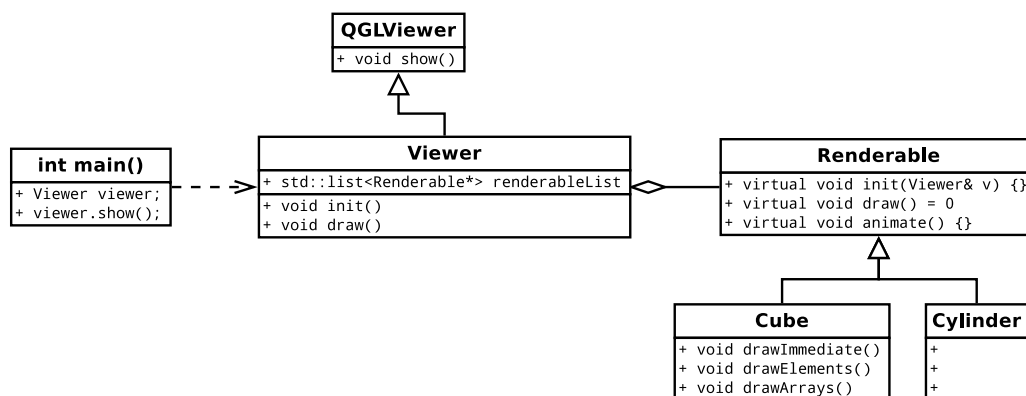 QGLViewer
+ void show()
int main()
+ Viewer viewer;
+ viewer.show();
Viewer
+ std::list<Renderable*> renderableList
+ void init()
+ void draw()
Renderable
+ virtual void init(Viewer& v) {}
+ virtual void draw() = 0
+ virtual void animate() {}
Cube
+ void drawImmediate()
+ void drawElements()
+ void drawArrays()
Cylinder
+
+
+